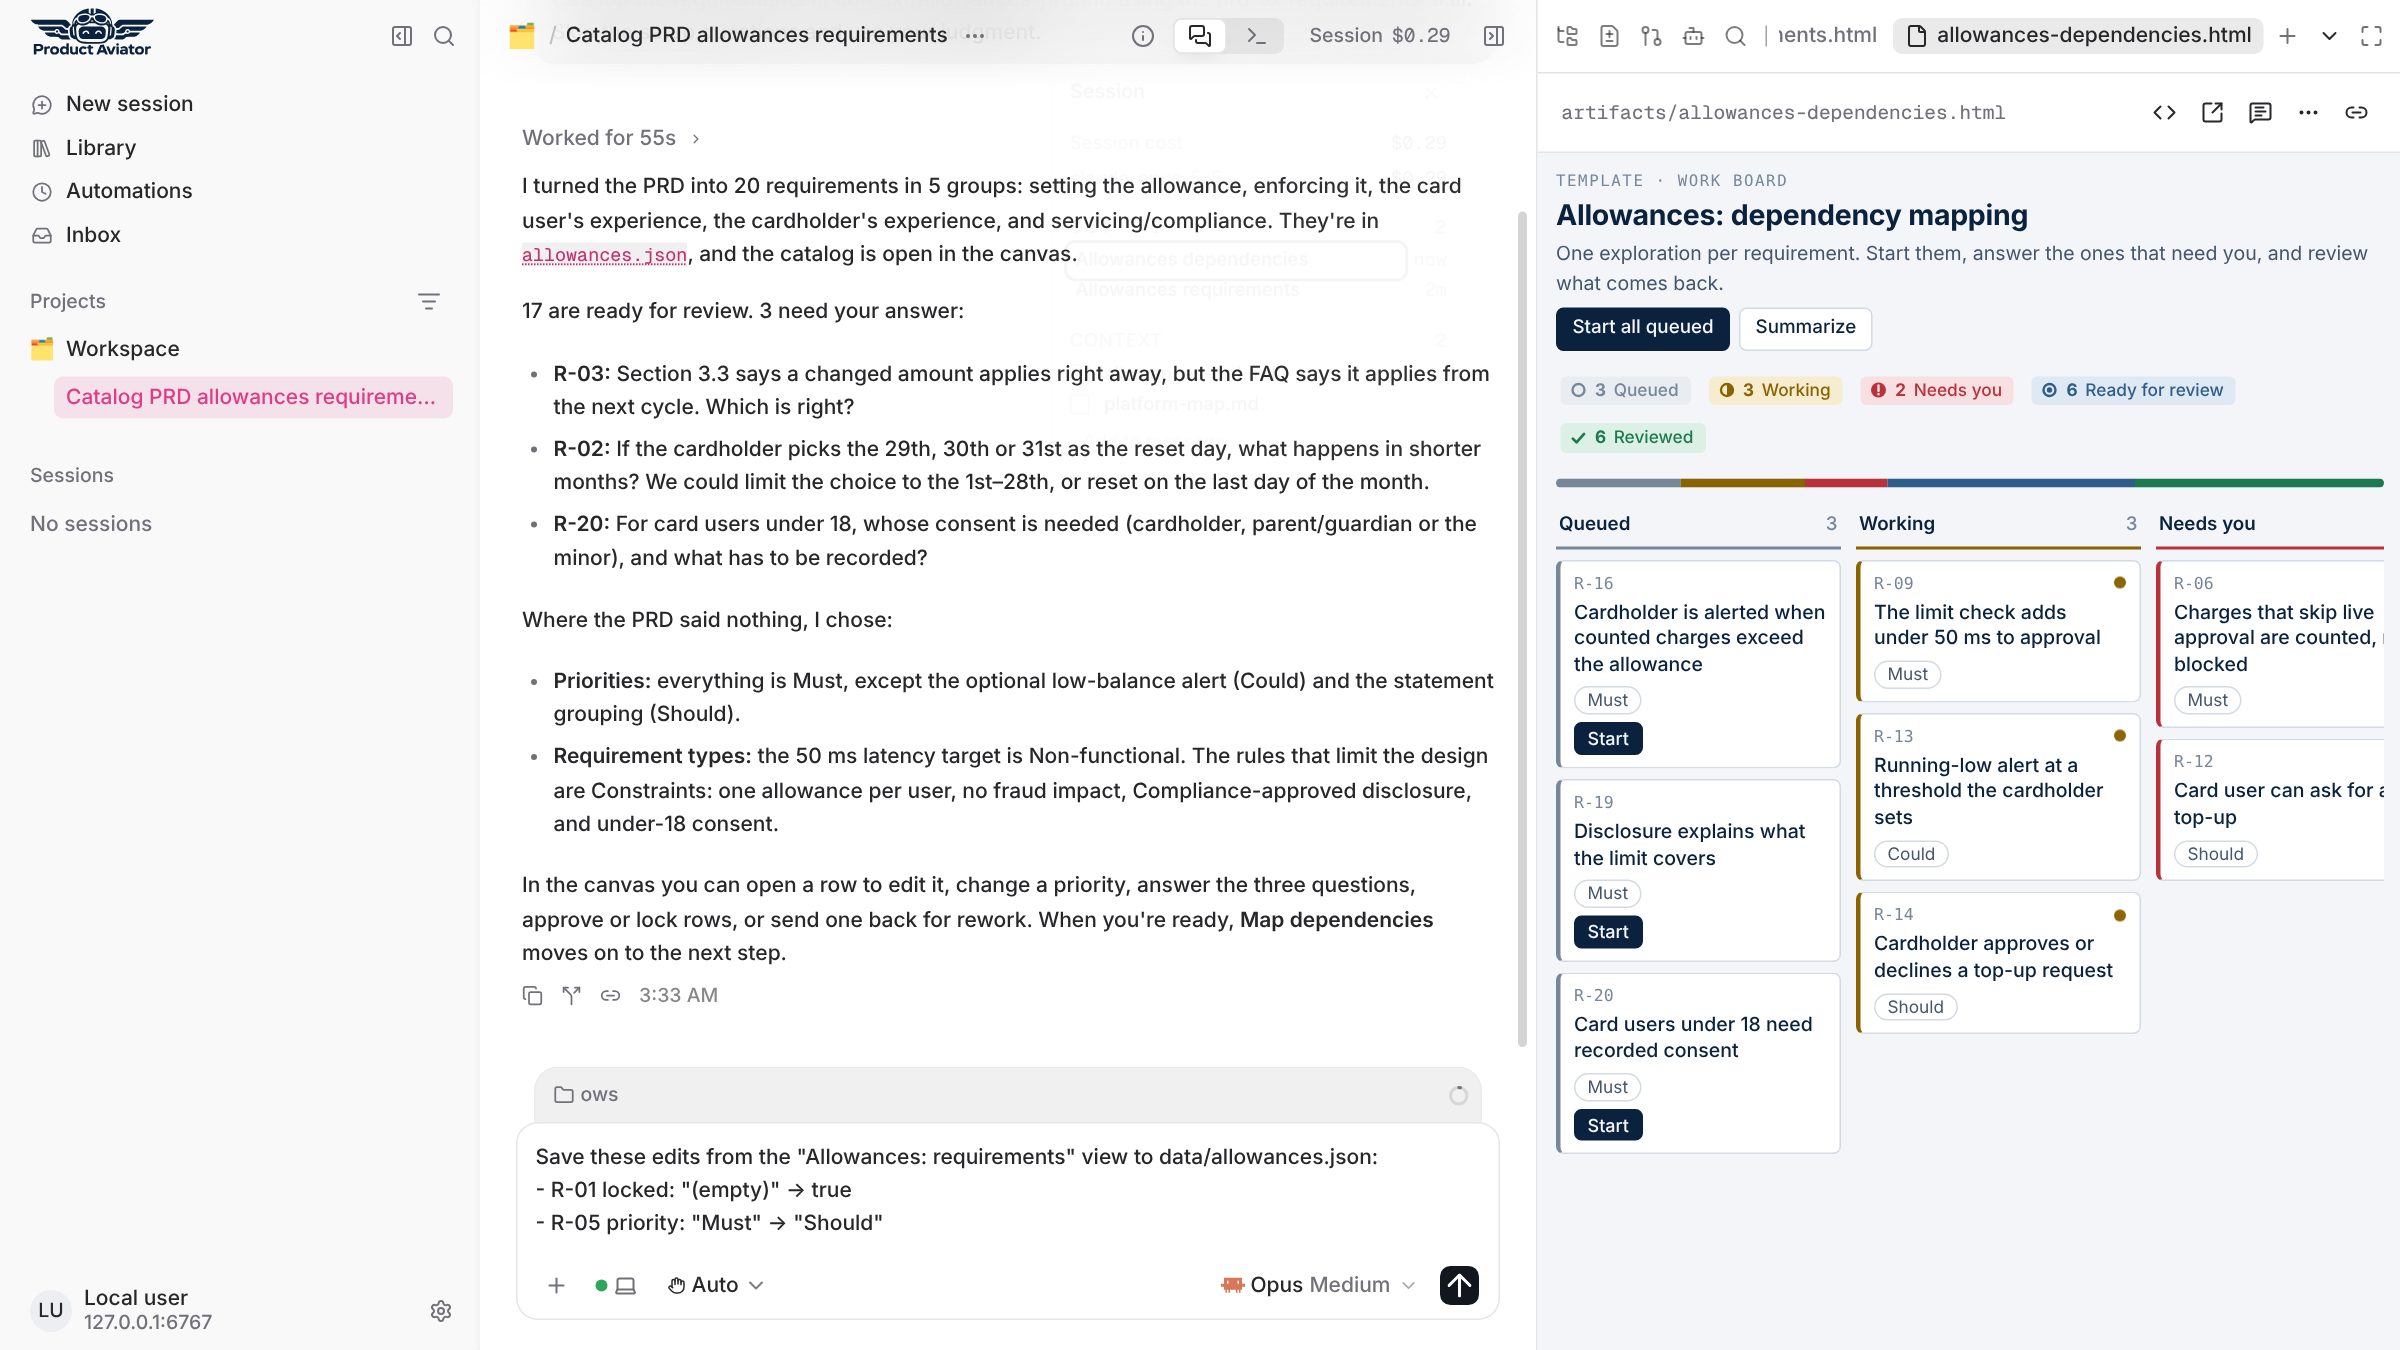 Product Aviator
New session
Library
Automations
Inbox
Projects
Workspace
Catalog PRD allowances requireme...
Sessions
No sessions
LU
Local user
127.0.0.1:6767
/ Catalog PRD allowances requirements ...
Session $0.29
Session
Session cost $0.29
2
Allowances dependencies now
Allowances requirements 2m
CONTEXT 2
platform-map.md
Worked for 55s
I turned the PRD into 20 requirements in 5 groups: setting the allowance, enforcing it, the card
user's experience, the cardholder's experience, and servicing/compliance. They're in
allowances.json, and the catalog is open in the canvas.
17 are ready for review. 3 need your answer:
• R-03: Section 3.3 says a changed amount applies right away, but the FAQ says it applies from
the next cycle. Which is right?
• R-02: If the cardholder picks the 29th, 30th or 31st as the reset day, what happens in shorter
months? We could limit the choice to the 1st–28th, or reset on the last day of the month.
• R-20: For card users under 18, whose consent is needed (cardholder, parent/guardian or the
minor), and what has to be recorded?
Where the PRD said nothing, I chose:
• Priorities: everything is Must, except the optional low-balance alert (Could) and the statement
grouping (Should).
• Requirement types: the 50 ms latency target is Non-functional. The rules that limit the design
are Constraints: one allowance per user, no fraud impact, Compliance-approved disclosure,
and under-18 consent.
In the canvas you can open a row to edit it, change a priority, answer the three questions,
approve or lock rows, or send one back for rework. When you're ready, Map dependencies
moves on to the next step.
3:33 AM
ows
Save these edits from the "Allowances: requirements" view to data/allowances.json:
- R-01 locked: "(empty)" → true
- R-05 priority: "Must" → "Should"
Auto
Opus Medium
nents.html
allowances-dependencies.html
artifacts/allowances-dependencies.html
TEMPLATE · WORK BOARD
Allowances: dependency mapping
One exploration per requirement. Start them, answer the ones that need you, and review
what comes back.
Start all queued
Summarize
3 Queued
3 Working
2 Needs you
6 Ready for review
6 Reviewed
Queued 3
R-16
Cardholder is alerted when
counted charges exceed
the allowance
Must
Start
R-19
Disclosure explains what
the limit covers
Must
Start
R-20
Card users under 18 need
recorded consent
Must
Start
Working 3
R-09
The limit check adds
under 50 ms to approval
Must
R-13
Running-low alert at a
threshold the cardholder
sets
Could
R-14
Cardholder approves or
declines a top-up request
Should
Needs you
R-06
Charges that skip live
approval are counted,
blocked
Must
R-12
Card user can ask for a
top-up
Should